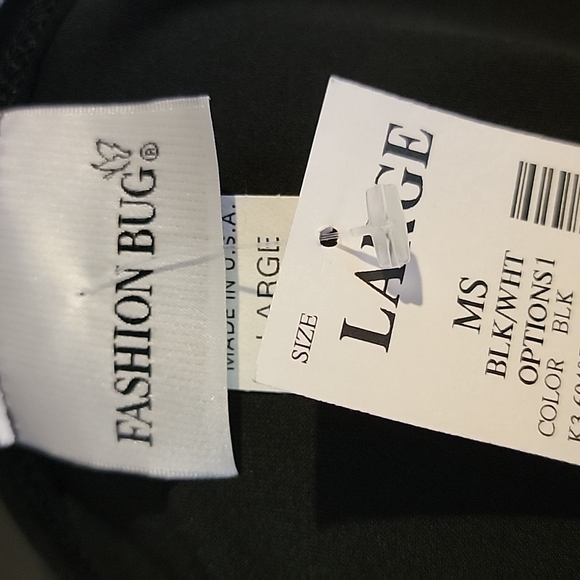 FASHION BUG®
MADE IN U.S.A.
LARGE
SIZE
LARGE
MS
BLK/WHT
OPTIONS1
COLOR BLK